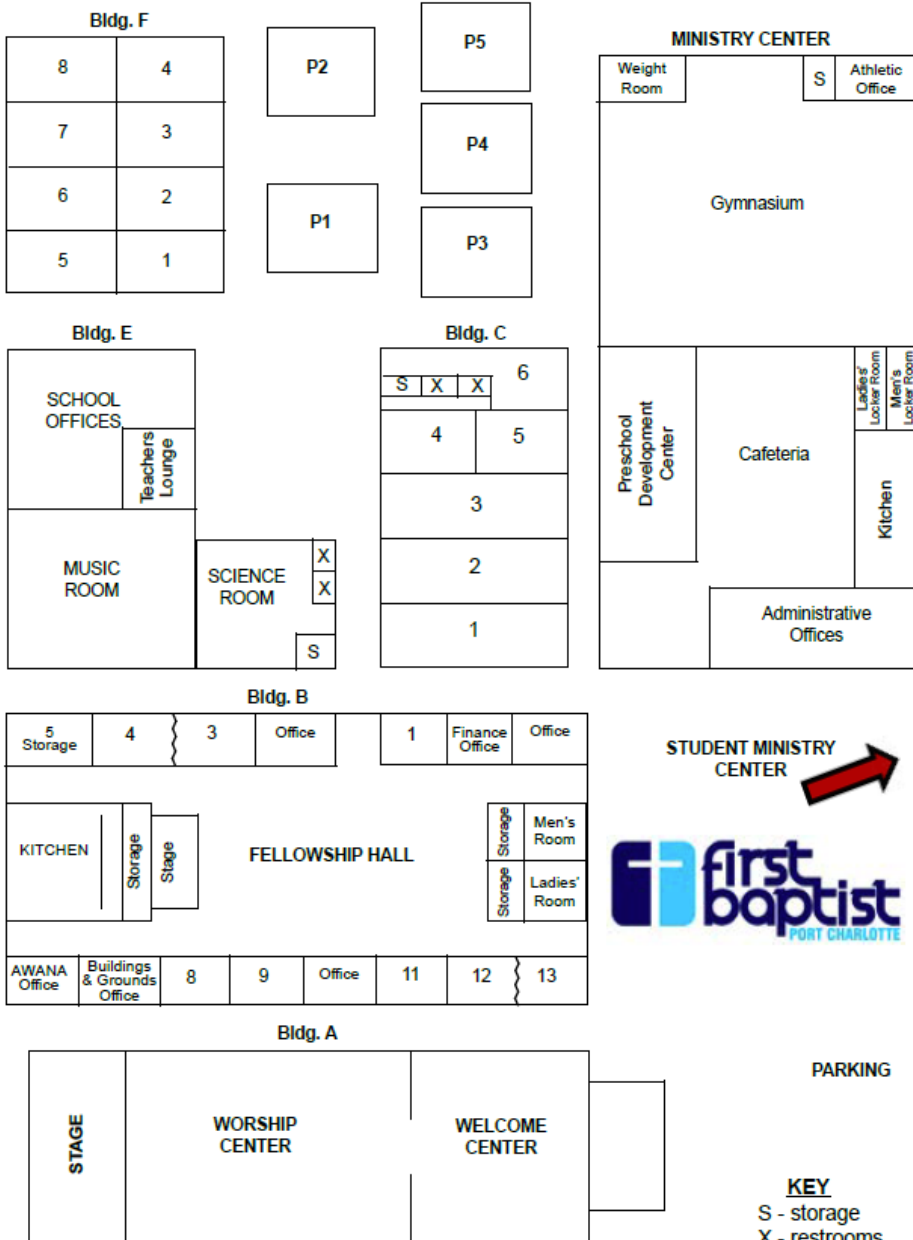 Bldg. F
8
4
7
3
6
2
5
1
P2
P1
P5
P4
P3
MINISTRY CENTER
Weight
Room
S
Athletic
Office
Gymnasium
Preschool
Development
Center
Cafeteria
Ladies'
Locker Room
Men's
Locker Room
Kitchen
Administrative
Offices
Bldg. E
SCHOOL
OFFICES
Teachers
Lounge
MUSIC
ROOM
SCIENCE
ROOM
X
X
S
Bldg. C
S
X
X
6
4
5
3
2
1
Bldg. B
5
Storage
4
3
Office
1
Finance
Office
Office
KITCHEN
Storage
Stage
FELLOWSHIP HALL
Storage
Men's
Room
Storage
Ladies'
Room
AWANA
Office
Buildings
& Grounds
Office
8
9
Office
11
12
13
STUDENT MINISTRY
CENTER
first
baptist
PORT CHARLOTTE
Bldg. A
STAGE
WORSHIP
CENTER
WELCOME
CENTER
PARKING
KEY
S - storage
X - restrooms